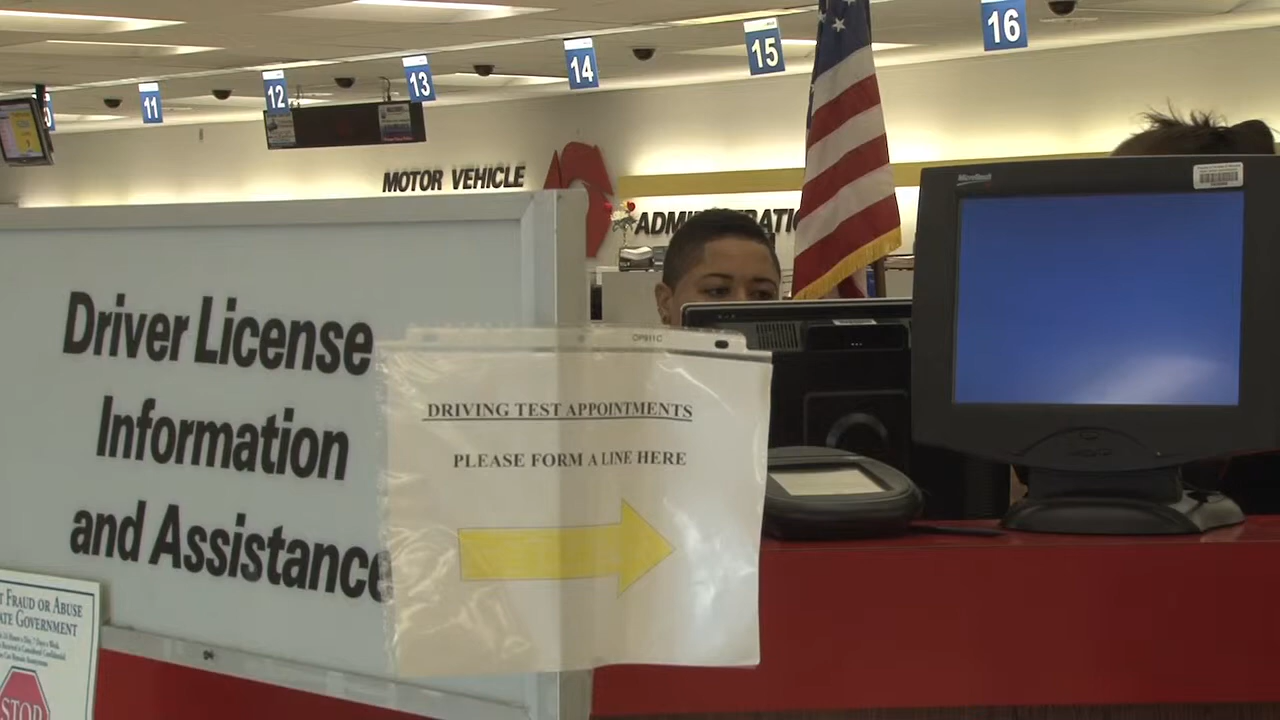 11
12
13
14
15
16
MOTOR VEHICLE
MicroTouch
Driver License
Information
and Assistance
DRIVING TEST APPOINTMENTS
PLEASE FORM A LINE HERE
FRAUD OR ABUSE
GOVERNMENT
STOP